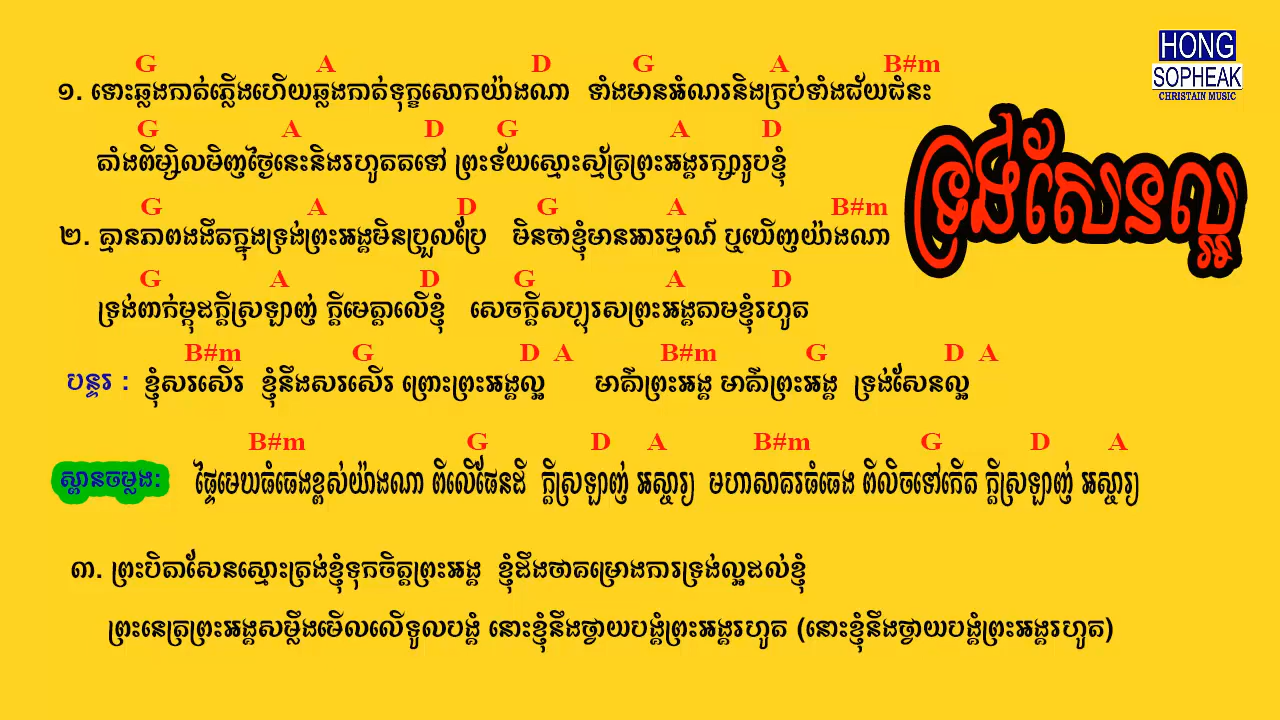 HONG
SOPHEAK
CHRISTAIN MUSIC
ទ្រង់សែនល្អ
G A D G A B#m
១. ទោះឆ្លងកាត់ភ្លើងហើយឆ្លងកាត់ទុក្ខសោកយ៉ាងណា ទាំងមានអំណរនិងគ្រប់ទាំងជ័យជំនះ
G A D G A D
តាំងពីម្សិលមិញថ្ងៃនេះនិងរហូតតទៅ ព្រះទ័យស្មោះស្ម័គ្រព្រះអង្គរក្សារូបខ្ញុំ
G A D G A B#m
២. គ្មានភាពងងឹតក្នុងទ្រង់ព្រះអង្គមិនប្រួលប្រែ មិនថាខ្ញុំមានអារម្មណ៍ ឬឃើញយ៉ាងណា
G A D G A D
ទ្រង់ពាក់ម្កុដក្តីស្រឡាញ់ ក្តីមេត្តាលើខ្ញុំ សេចក្តីសប្បុរសព្រះអង្គតាមខ្ញុំរហូត
B#m G D A B#m G D A
បន្ទរ : ខ្ញុំសរសើរ ខ្ញុំនឹងសរសើរ ព្រោះព្រះអង្គល្អ មាគ៌ាព្រះអង្គ មាគ៌ាព្រះអង្គ ទ្រង់សែនល្អ
B#m G D A B#m G D A
ស្ពានចម្លង: ផ្ទៃមេឃធំធេងខ្ពស់យ៉ាងណា ពីលើផែនដី ក្តីស្រឡាញ់ អស្ចារ្យ មហាសាគរធំធេង ពីលិចទៅកើត ក្តីស្រឡាញ់ អស្ចារ្យ
៣. ព្រះបិតាសែនស្មោះត្រង់ខ្ញុំទុកចិត្តព្រះអង្គ ខ្ញុំដឹងថាគម្រោងការទ្រង់ល្អដល់ខ្ញុំ
ព្រះនេត្រព្រះអង្គសម្លឹងមើលលើទូលបង្គំ នោះខ្ញុំនឹងថ្វាយបង្គំព្រះអង្គរហូត (នោះខ្ញុំនឹងថ្វាយបង្គំព្រះអង្គរហូត)